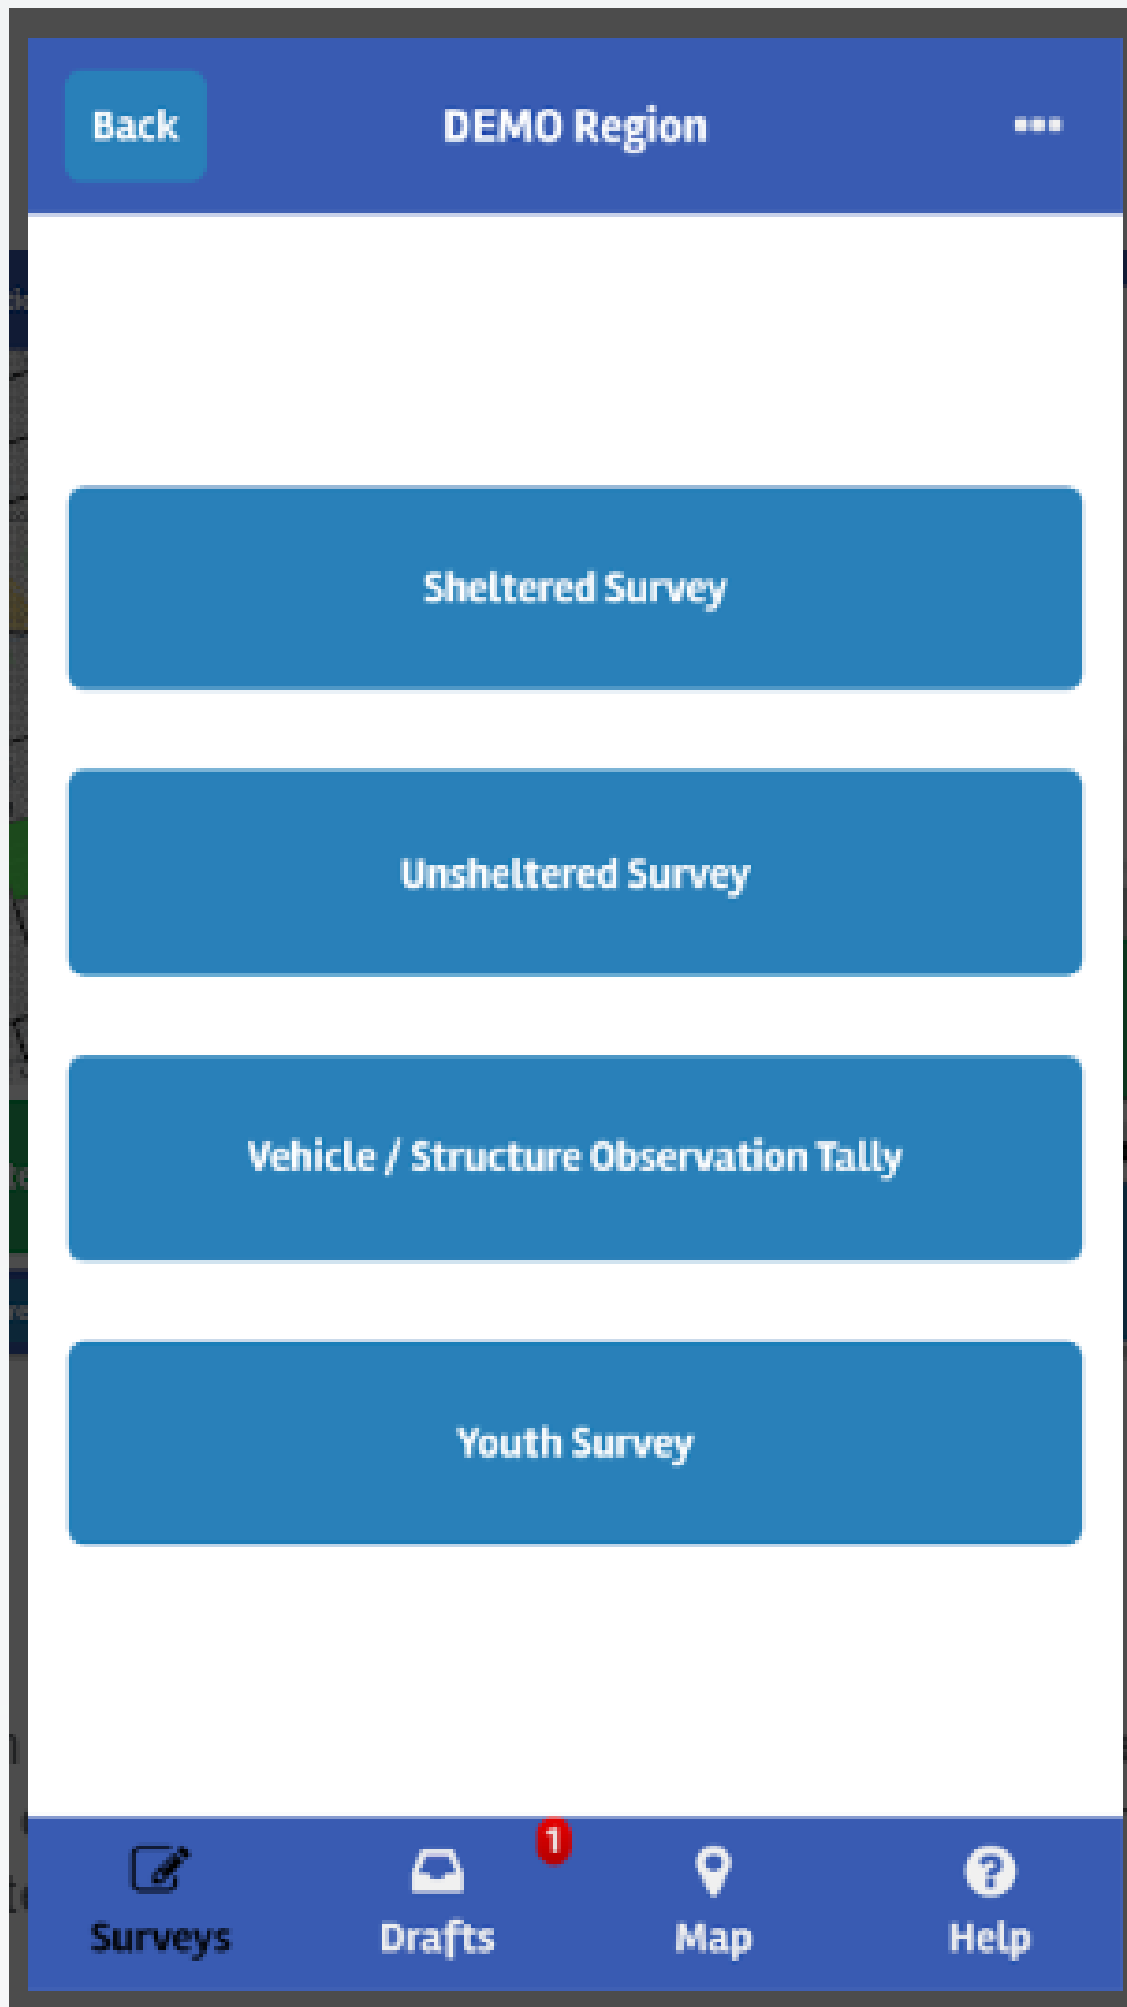 Back
DEMO Region
Sheltered Survey
Unsheltered Survey
Vehicle / Structure Observation Tally
Youth Survey
1
Surveys
Drafts
Map
Help